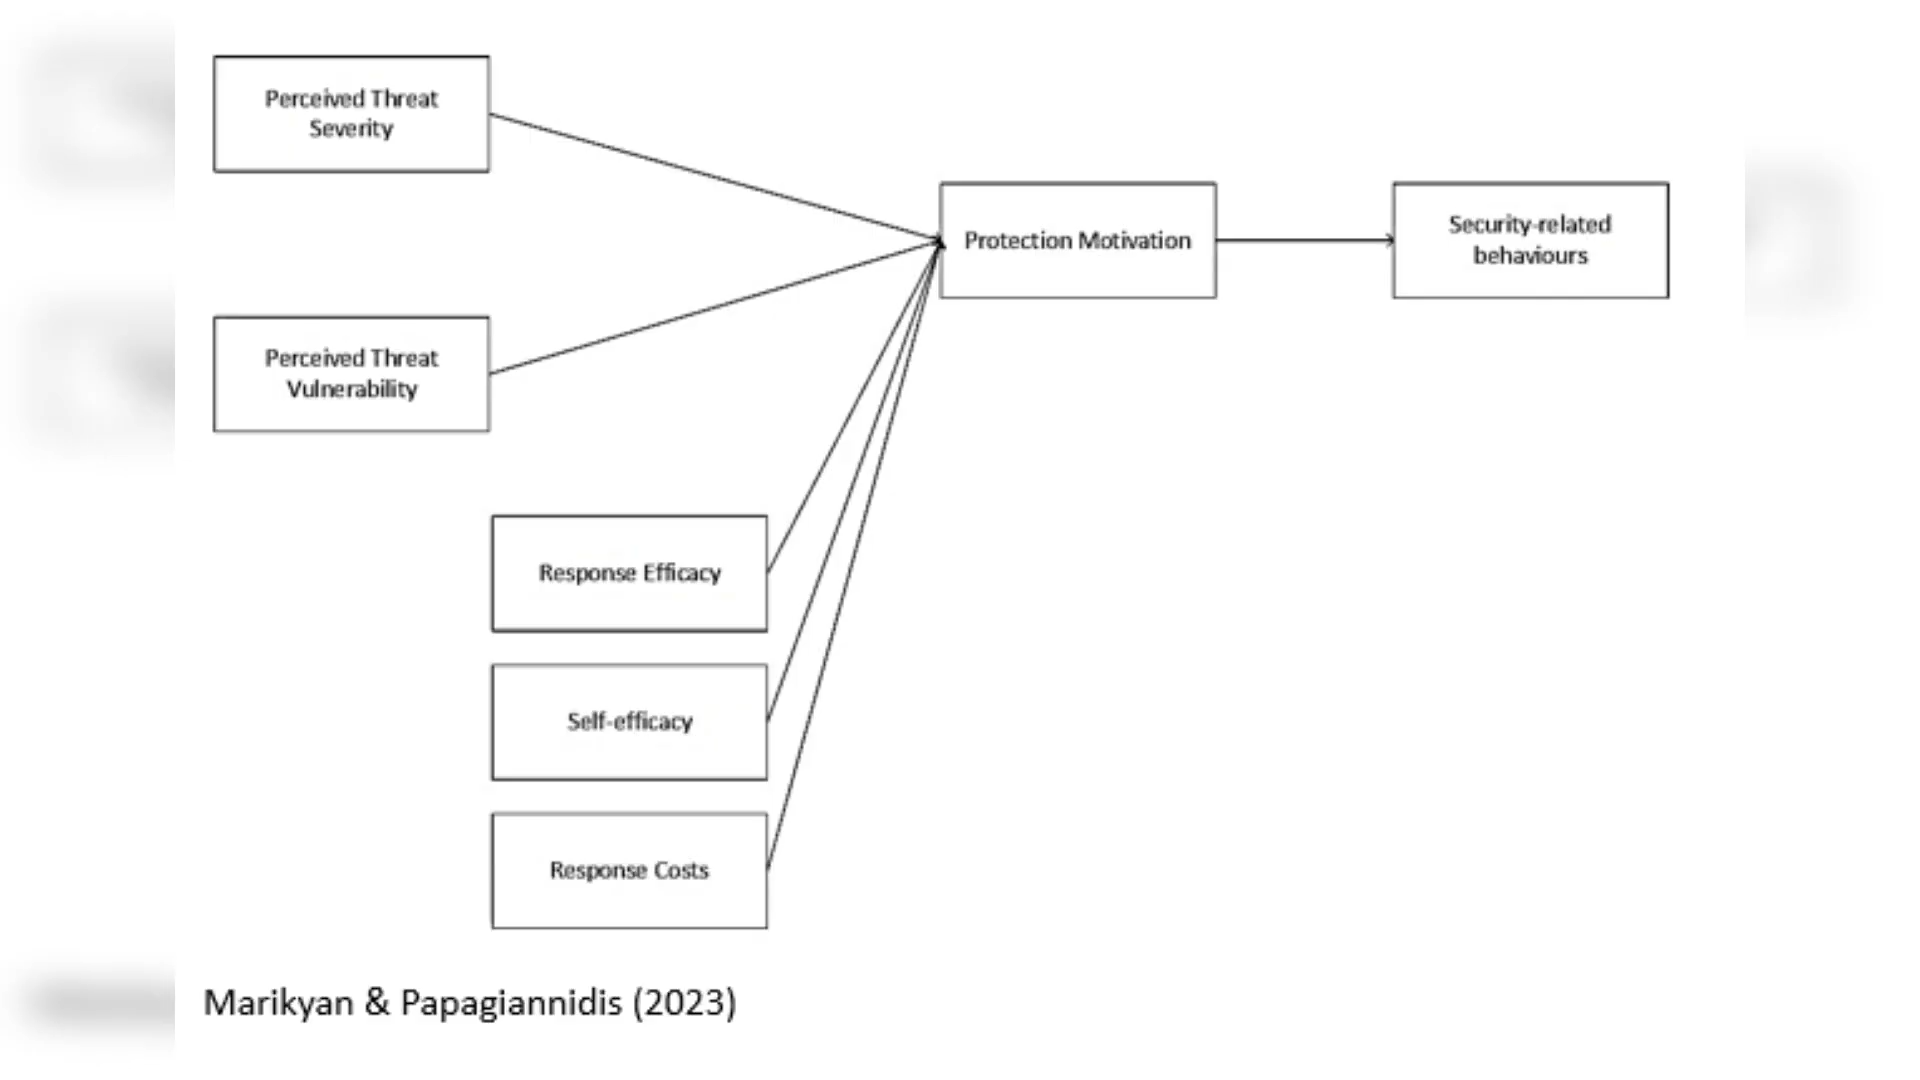 Perceived Threat
Severity
Protection Motivation
Security-related
behaviours
Perceived Threat
Vulnerability
Response Efficacy
Self-efficacy
Response Costs
Marikyan & Papagiannidis (2023)